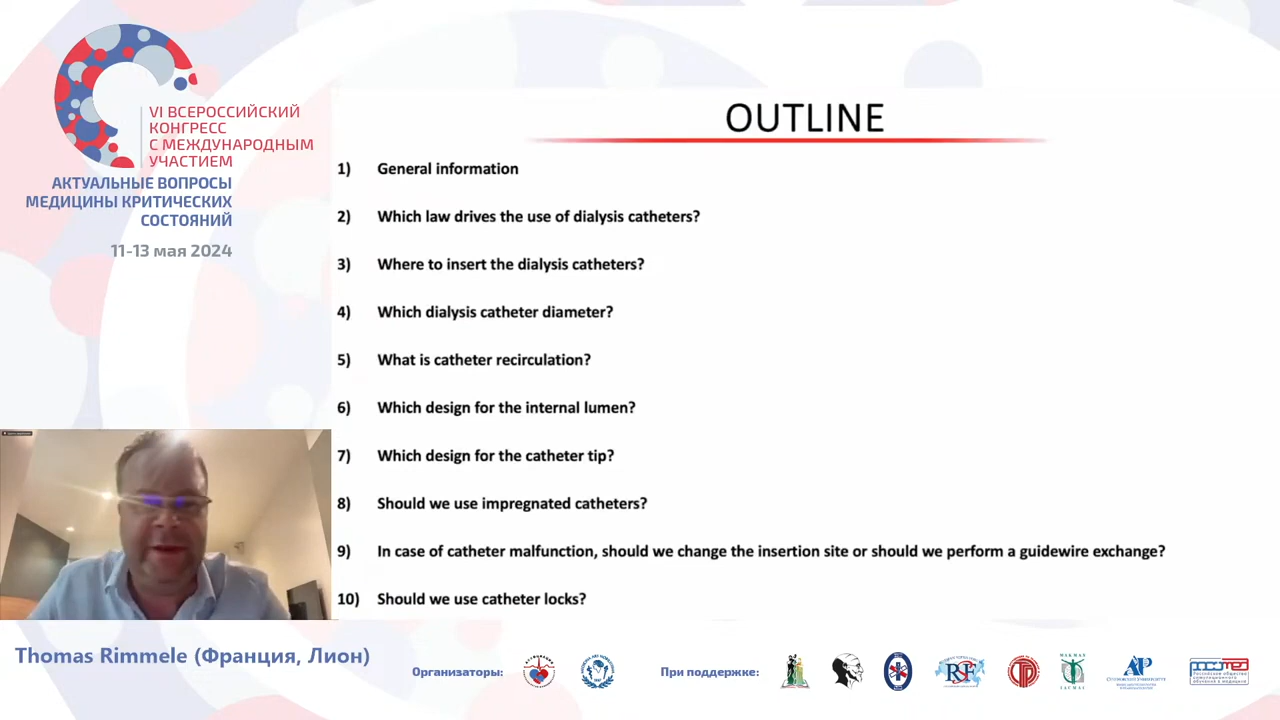 VI ВСЕРОССИЙСКИЙ
КОНГРЕСС
С МЕЖДУНАРОДНЫМ
УЧАСТИЕМ
АКТУАЛЬНЫЕ ВОПРОСЫ
МЕДИЦИНЫ КРИТИЧЕСКИХ
СОСТОЯНИЙ
11-13 мая 2024
OUTLINE
1) General information
2) Which law drives the use of dialysis catheters?
3) Where to insert the dialysis catheters?
4) Which dialysis catheter diameter?
5) What is catheter recirculation?
6) Which design for the internal lumen?
7) Which design for the catheter tip?
8) Should we use impregnated catheters?
9) In case of catheter malfunction, should we change the insertion site or should we perform a guidewire exchange?
10) Should we use catheter locks?
Thomas Rimmele (Франция, Лион)
Организаторы:
При поддержке: